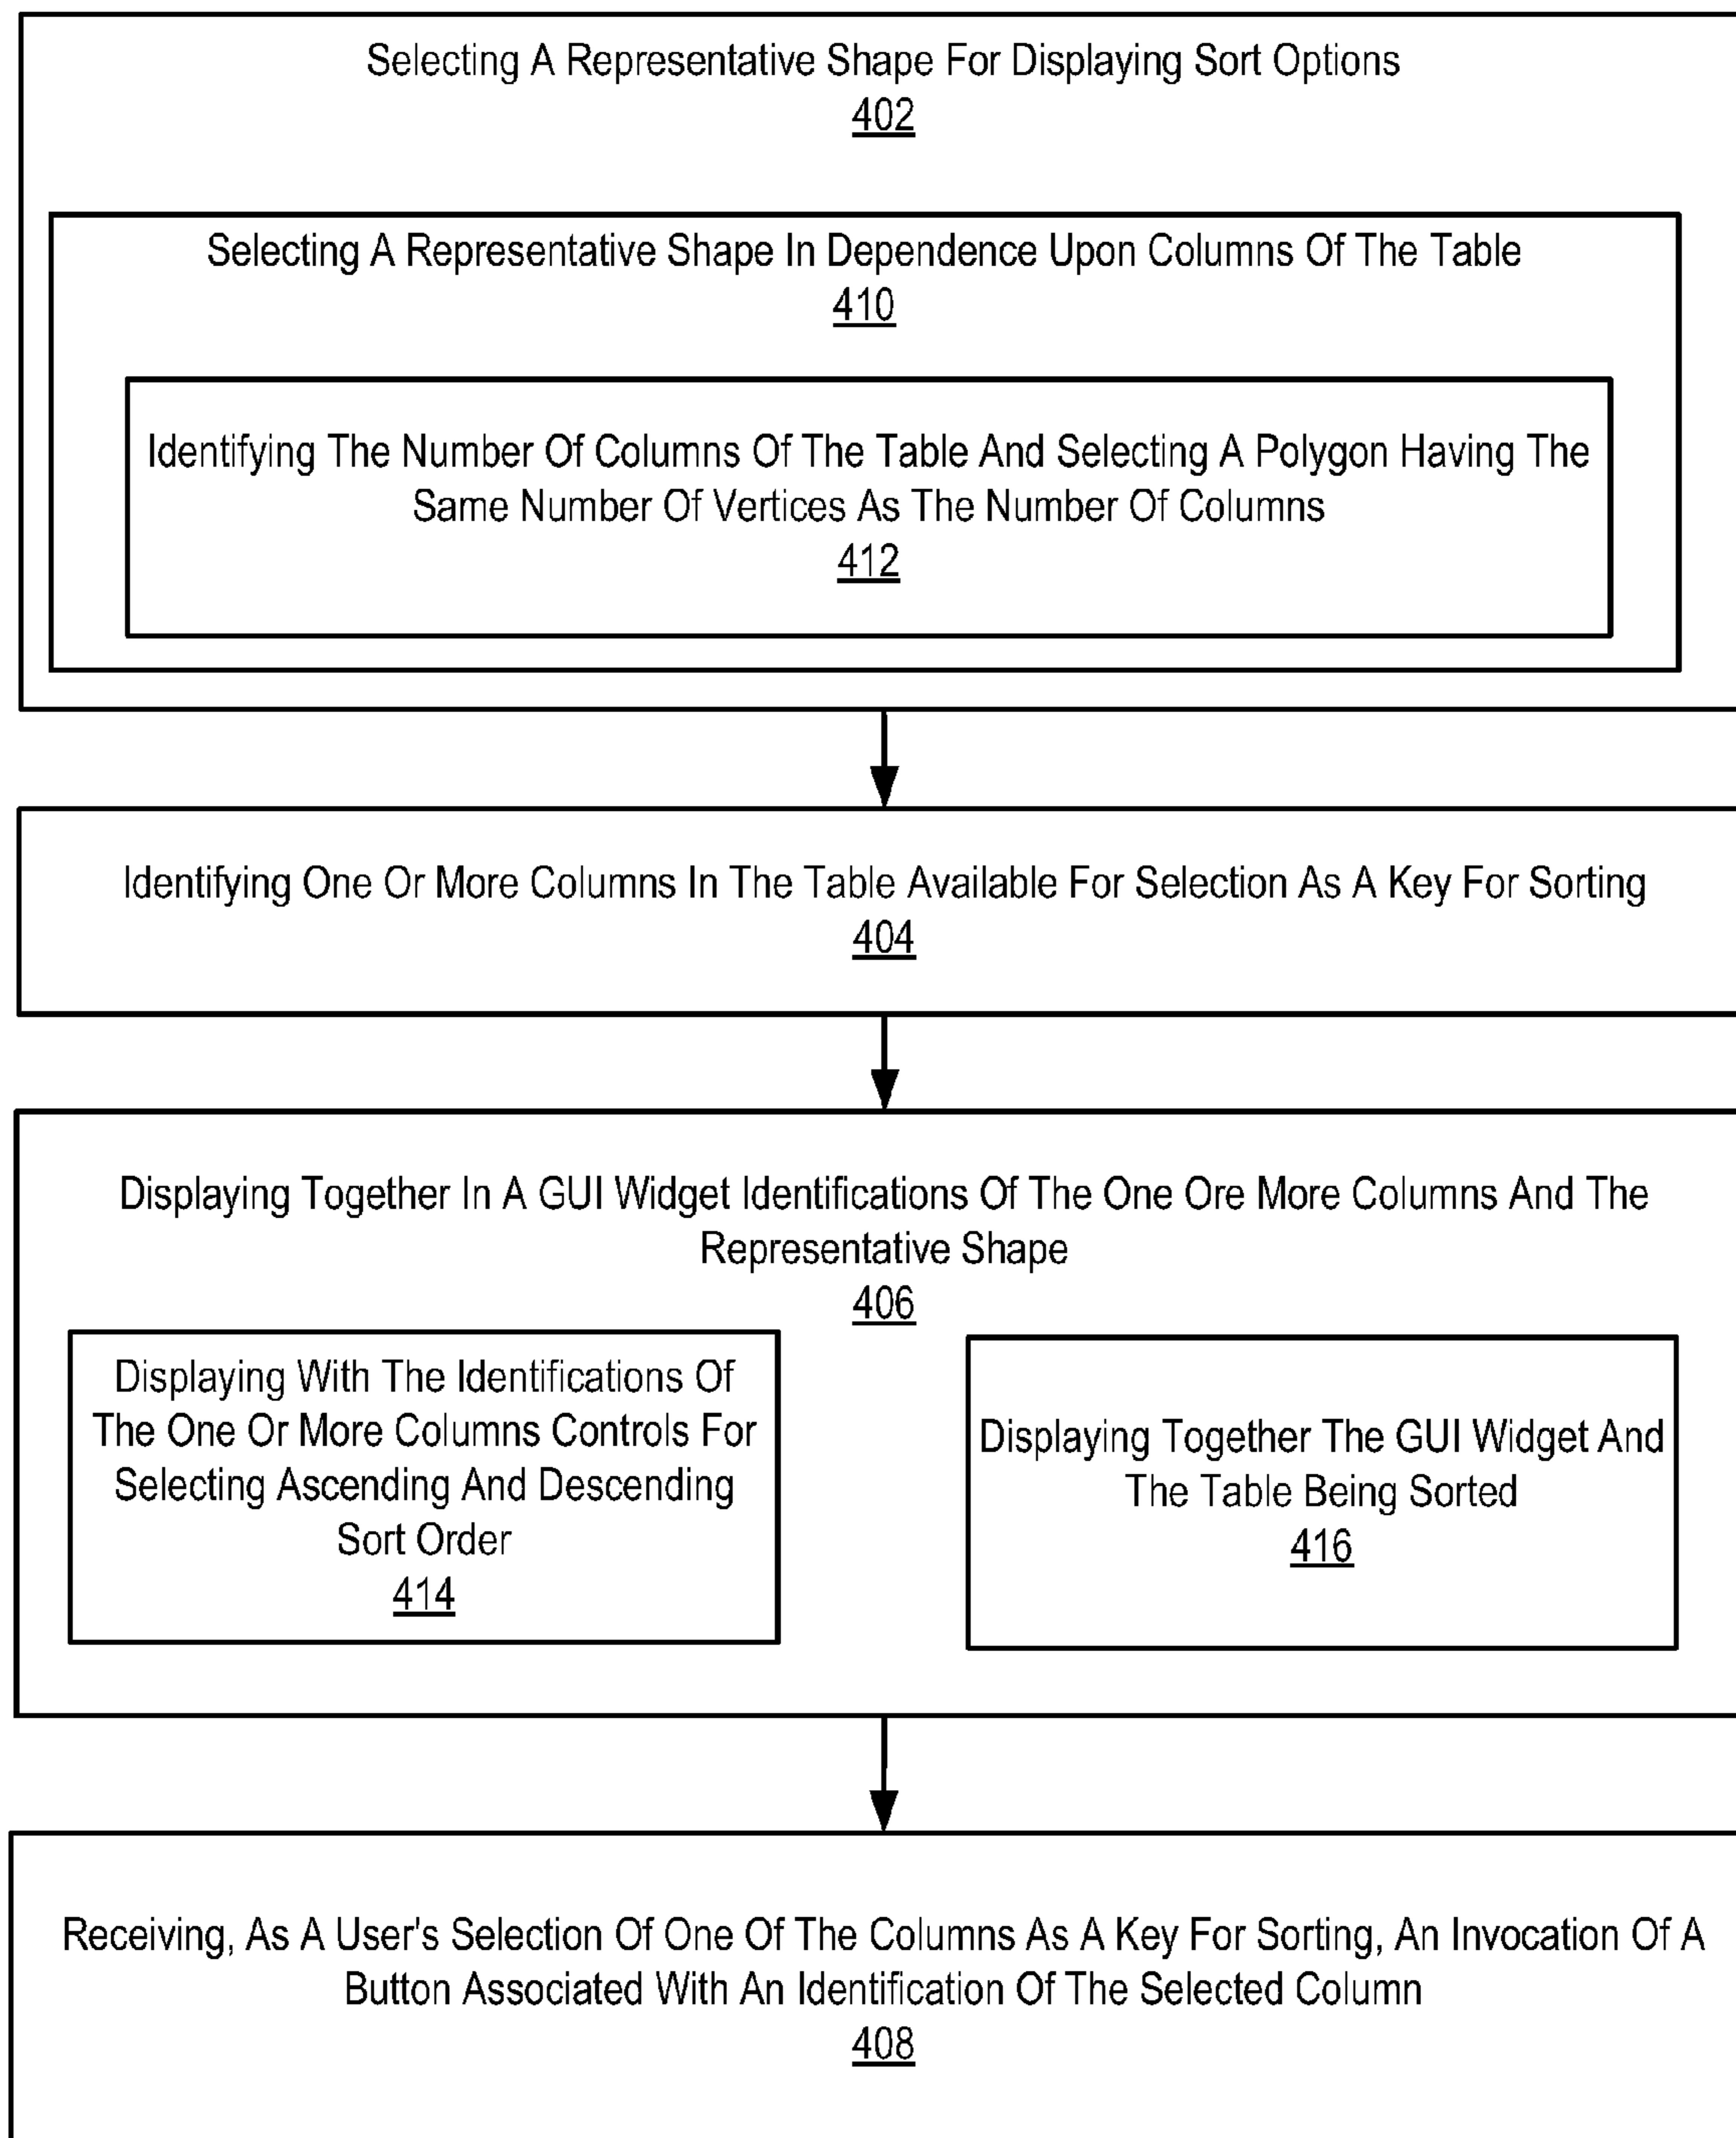 Selecting A Representative Shape For Displaying Sort Options
402
Selecting A Representative Shape In Dependence Upon Columns Of The Table
410
Identifying The Number Of Columns Of The Table And Selecting A Polygon Having The
Same Number Of Vertices As The Number Of Columns
412
Identifying One Or More Columns In The Table Available For Selection As A Key For Sorting
404
Displaying Together In A GUI Widget Identifications Of The One Ore More Columns And The
Representative Shape
406
Displaying With The Identifications Of
The One Or More Columns Controls For
Selecting Ascending And Descending
Sort Order
414
Displaying Together The GUI Widget And
The Table Being Sorted
416
Receiving, As A User's Selection Of One Of The Columns As A Key For Sorting, An Invocation Of A
Button Associated With An Identification Of The Selected Column
408